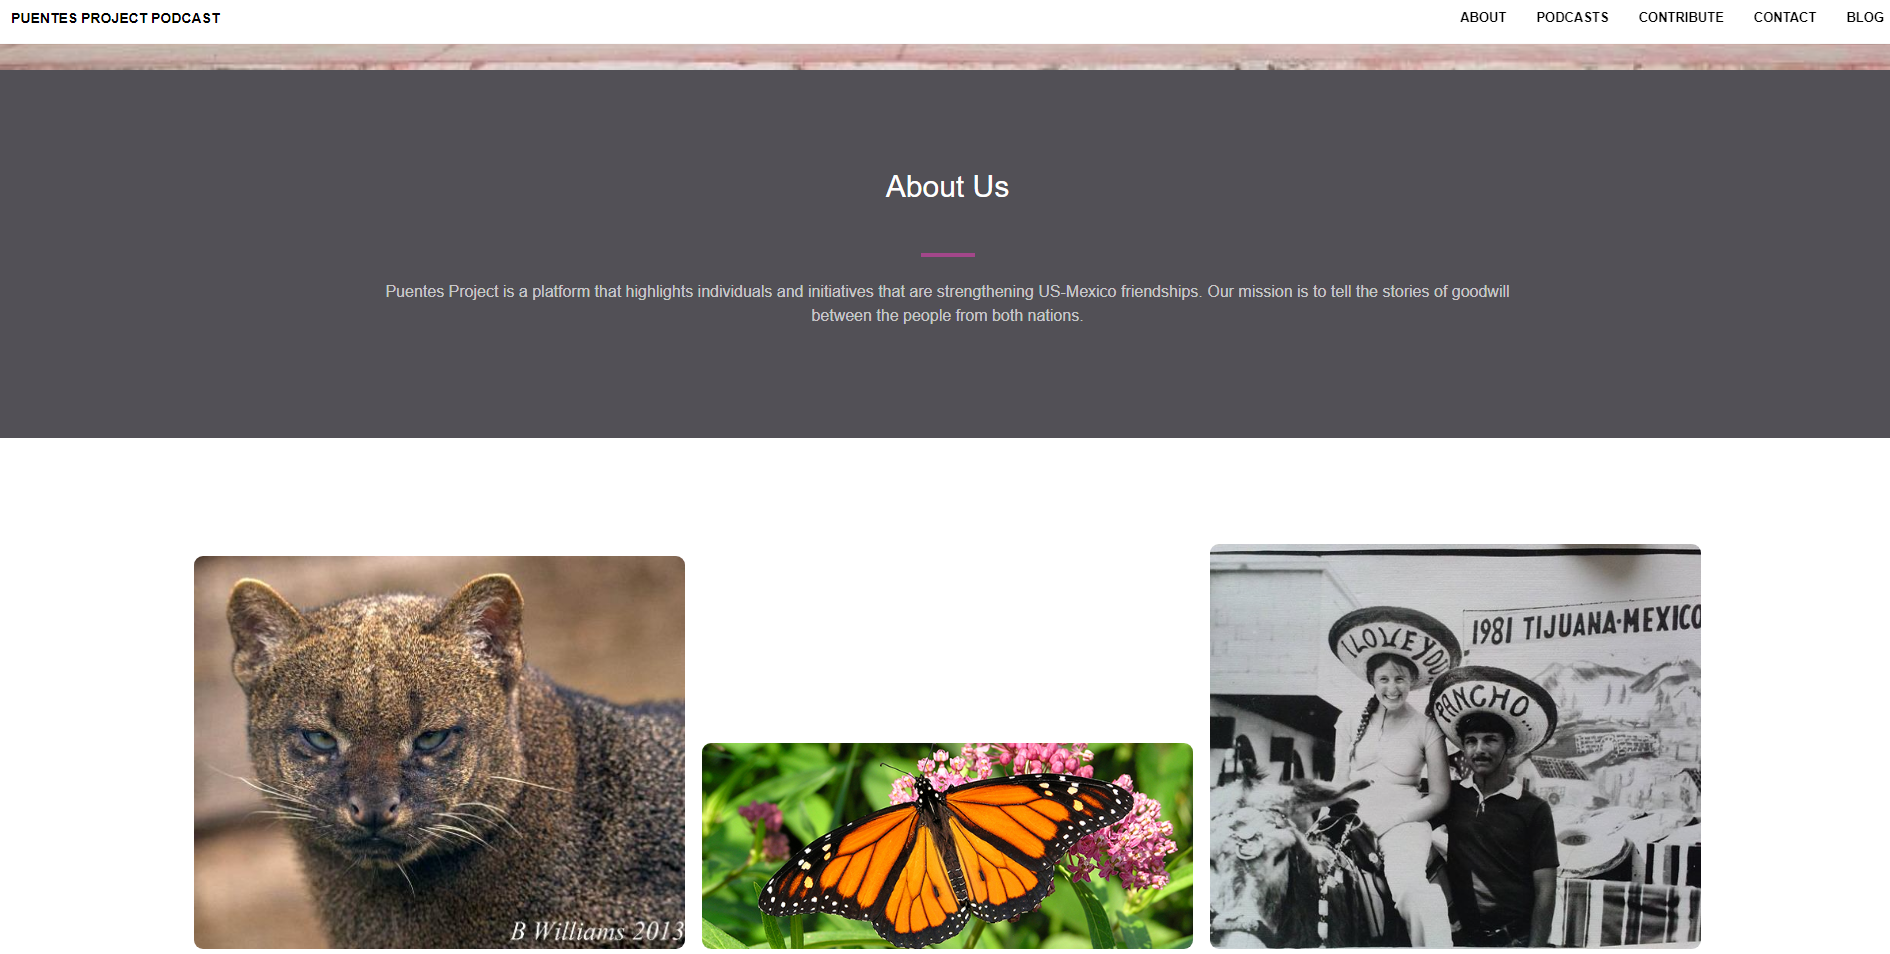 PUENTES PROJECT PODCAST
ABOUT PODCASTS CONTRIBUTE CONTACT BLOG
About Us
Puentes Project is a platform that highlights individuals and initiatives that are strengthening US-Mexico friendships. Our mission is to tell the stories of goodwill
between the people from both nations.
1981 TIJUANA·MEXICO
I LOVE YOU
PANCHO...
B Williams 2013